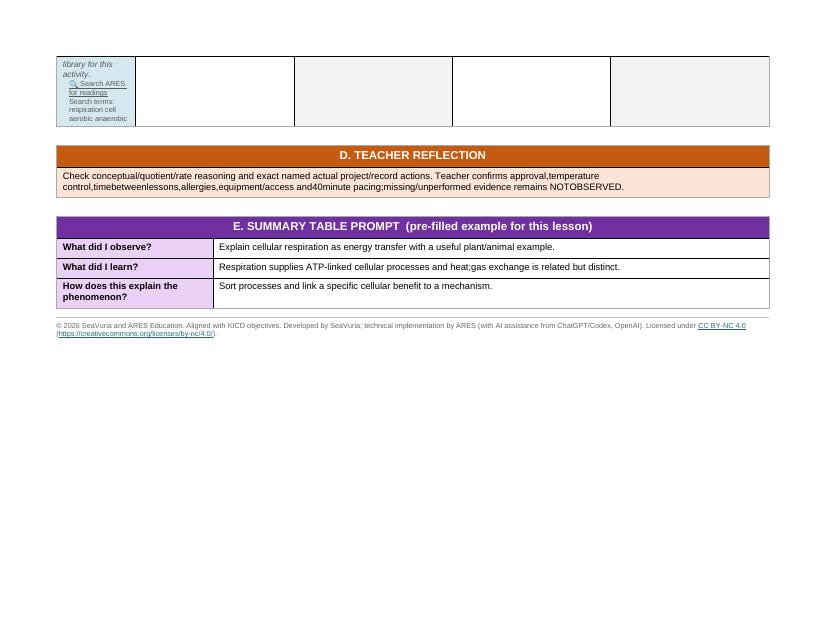 library for this
activity.
🔍 Search ARES
for readings
Search terms:
respiration cell
aerobic anaerobic
D. TEACHER REFLECTION
Check conceptual/quotient/rate reasoning and exact named actual project/record actions. Teacher confirms approval,temperature
control,timebetweenlessons,allergies,equipment/access and40minute pacing;missing/unperformed evidence remains NOTOBSERVED.
E. SUMMARY TABLE PROMPT  (pre-filled example for this lesson)
What did I observe?
Explain cellular respiration as energy transfer with a useful plant/animal example.
What did I learn?
Respiration supplies ATP-linked cellular processes and heat;gas exchange is related but distinct.
How does this explain the
phenomenon?
Sort processes and link a specific cellular benefit to a mechanism.
© 2026 SeaVuria and ARES Education. Aligned with KICD objectives. Developed by SeaVuria; technical implementation by ARES (with AI assistance from ChatGPT/Codex, OpenAI). Licensed under CC BY-NC 4.0
(https://creativecommons.org/licenses/by-nc/4.0/).